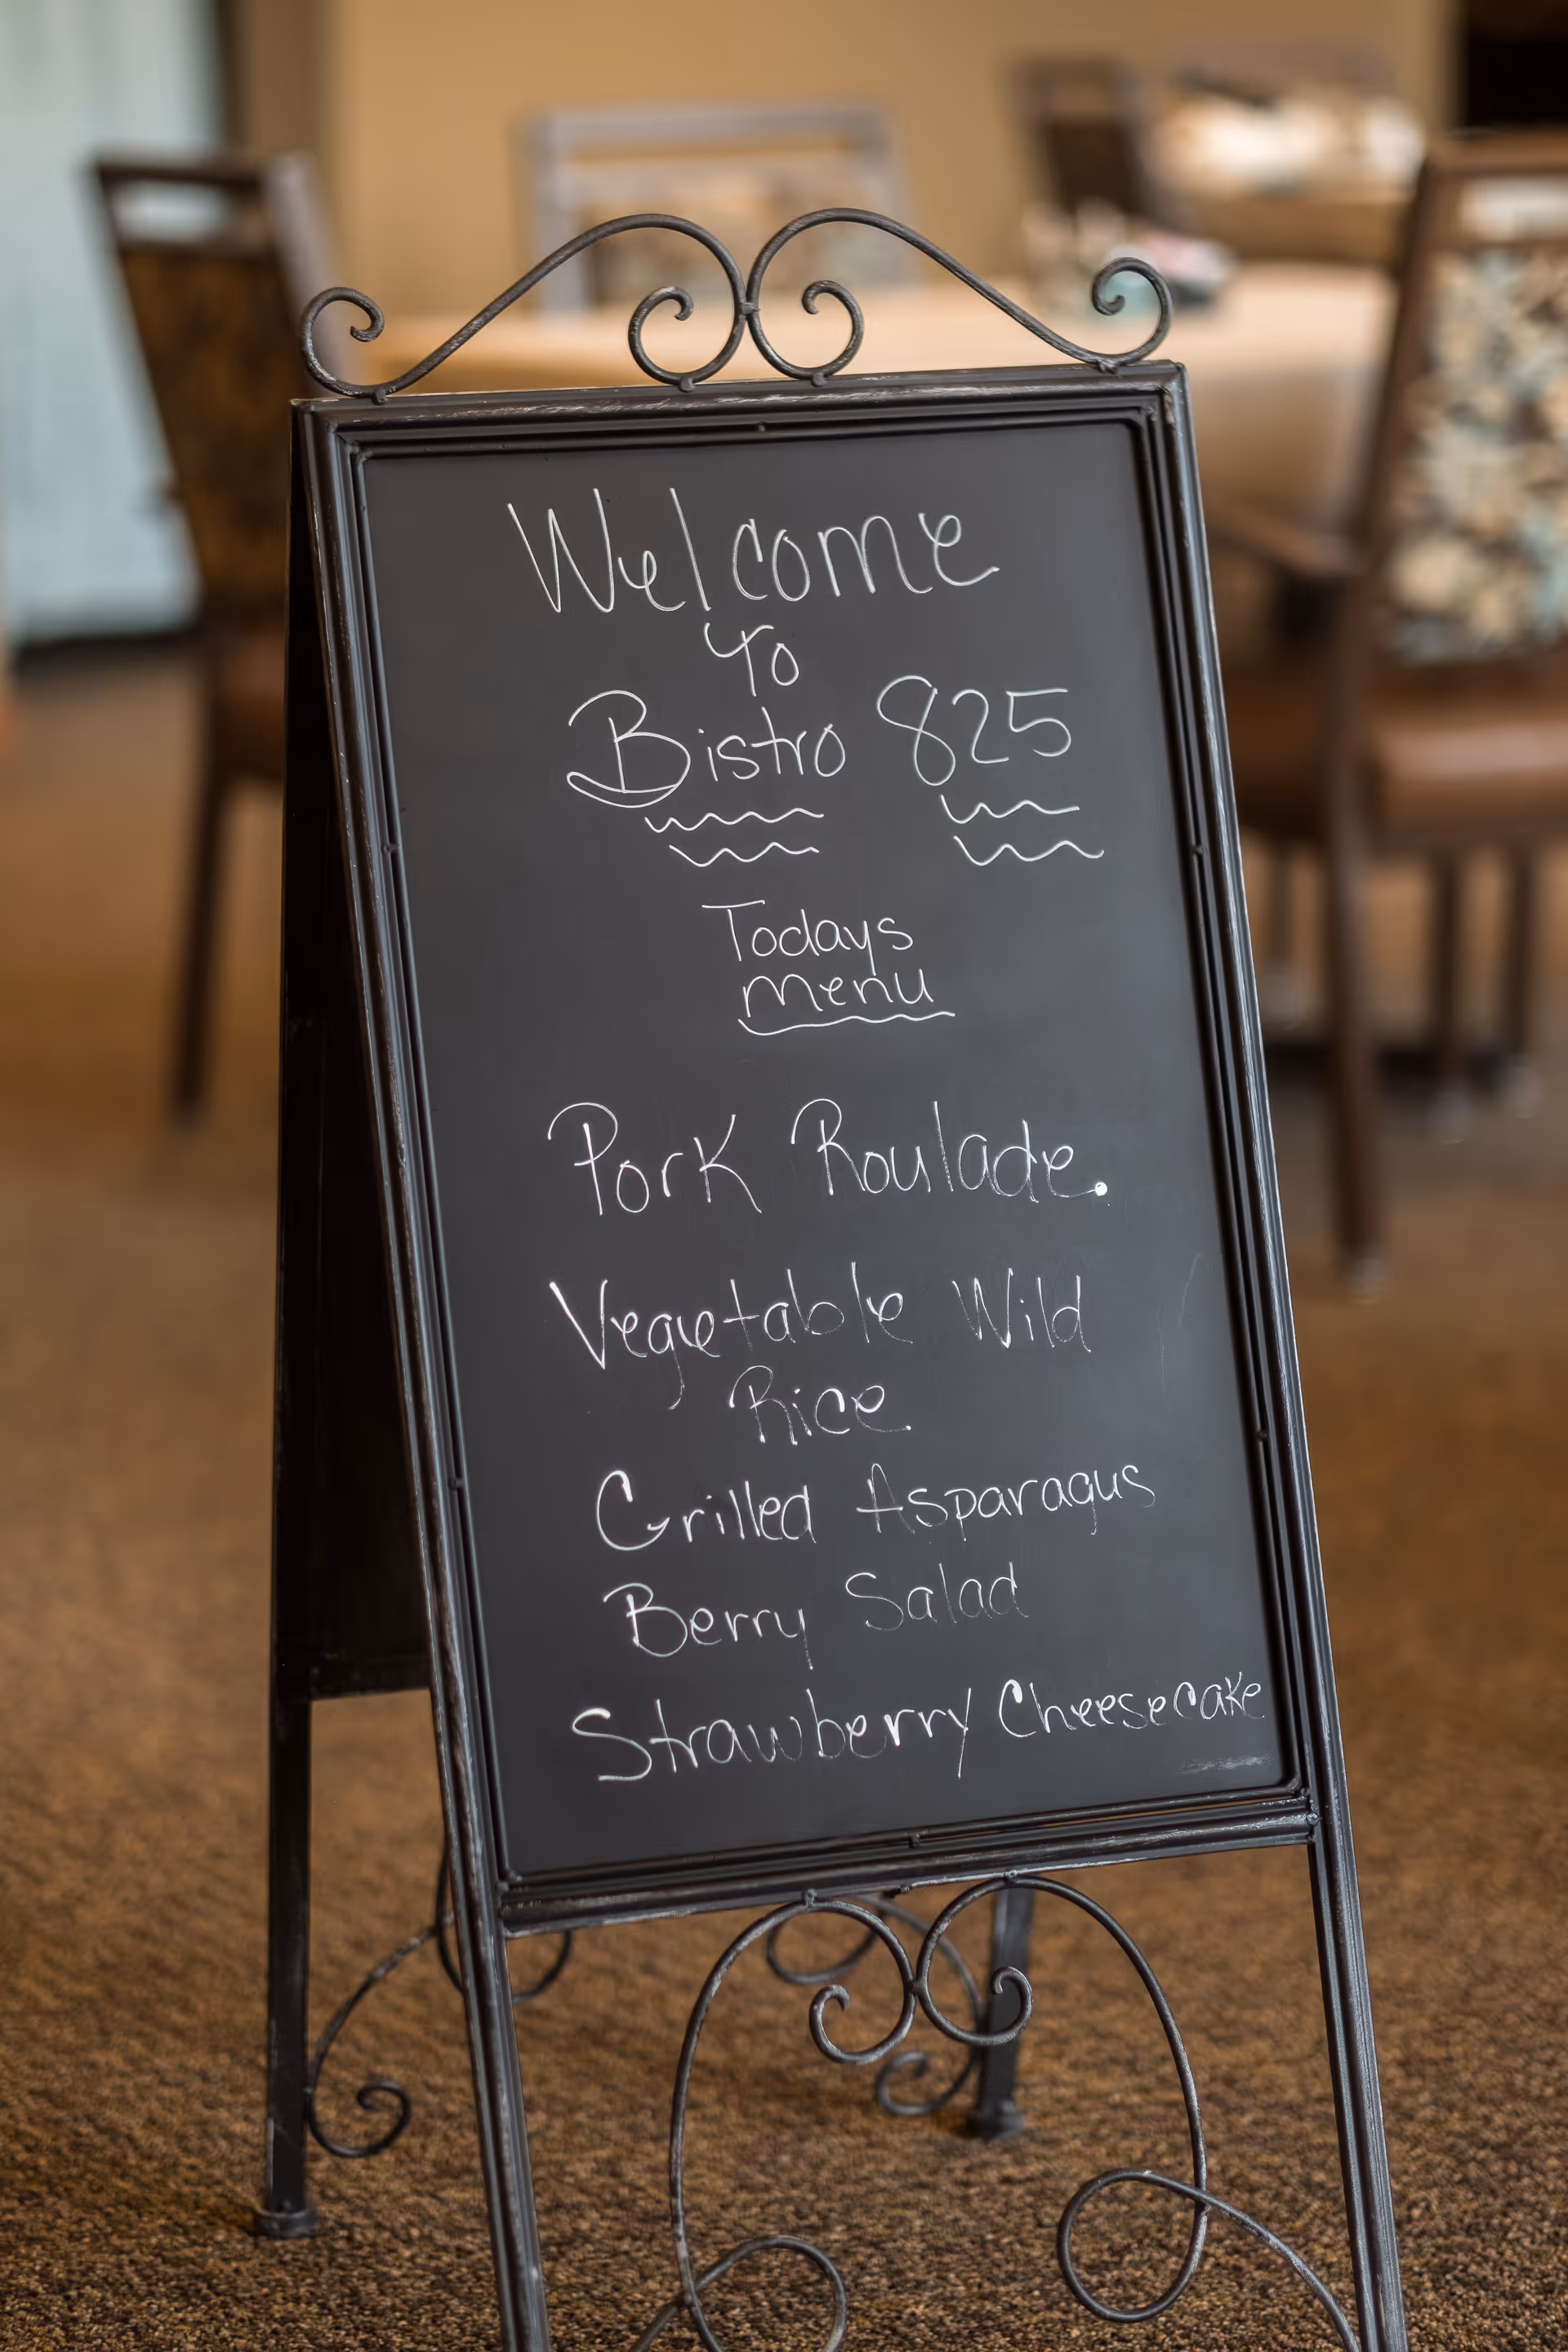 Welcome
To
Bistro 825
Todays
menu
Pork Roulade.
Vegetable Wild
Rice
Grilled Asparagus
Berry Salad
Strawberry Cheesecake